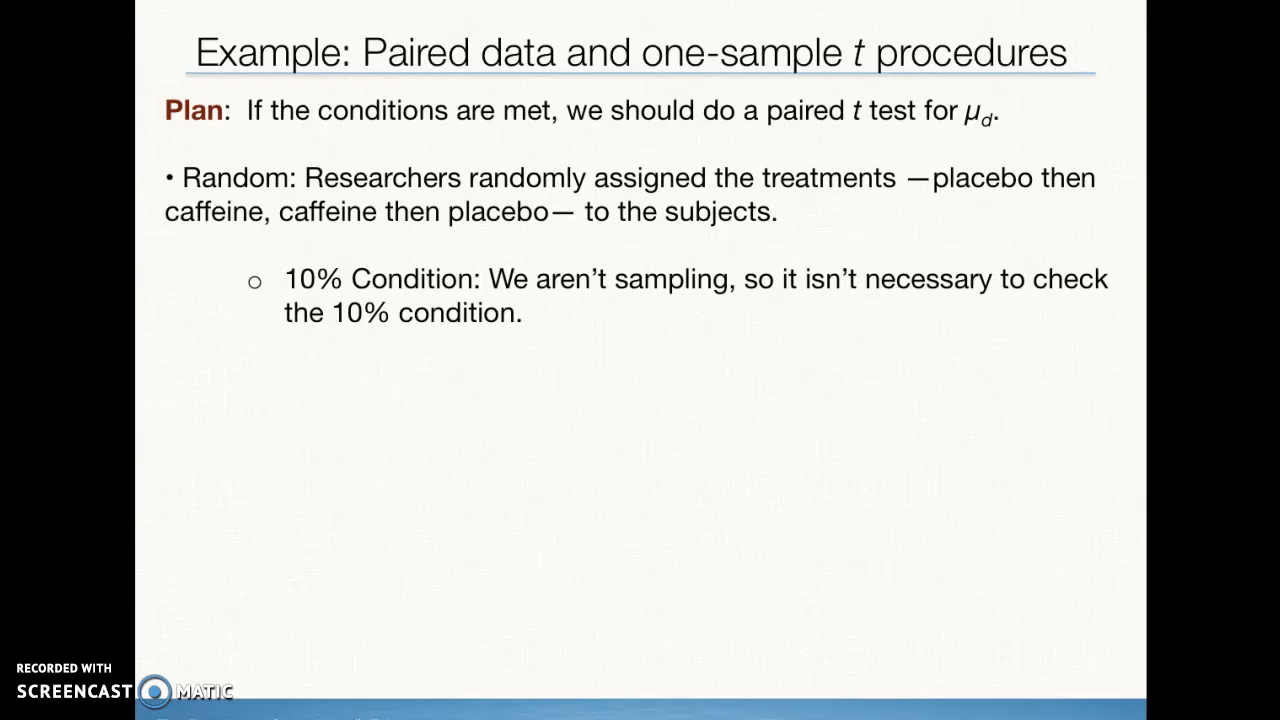 Example: Paired data and one-sample t procedures
Plan: If the conditions are met, we should do a paired t test for μd.
• Random: Researchers randomly assigned the treatments —placebo then
caffeine, caffeine then placebo— to the subjects.
o 10% Condition: We aren't sampling, so it isn't necessary to check
the 10% condition.
RECORDED WITH
SCREENCAST MATIC